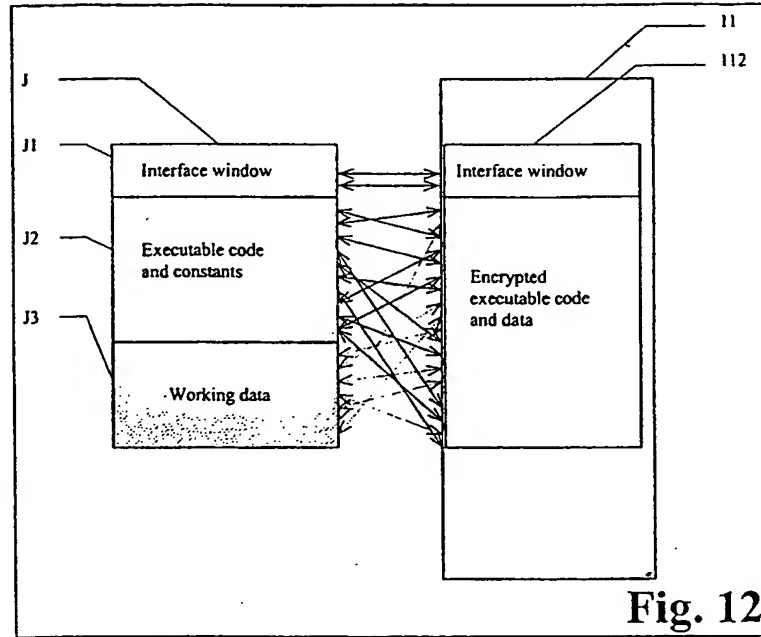 11
112
J
J1
Interface window
Interface window
J2
Executable code
and constants
Encrypted
executable code
and data
J3
Working data
Fig. 12